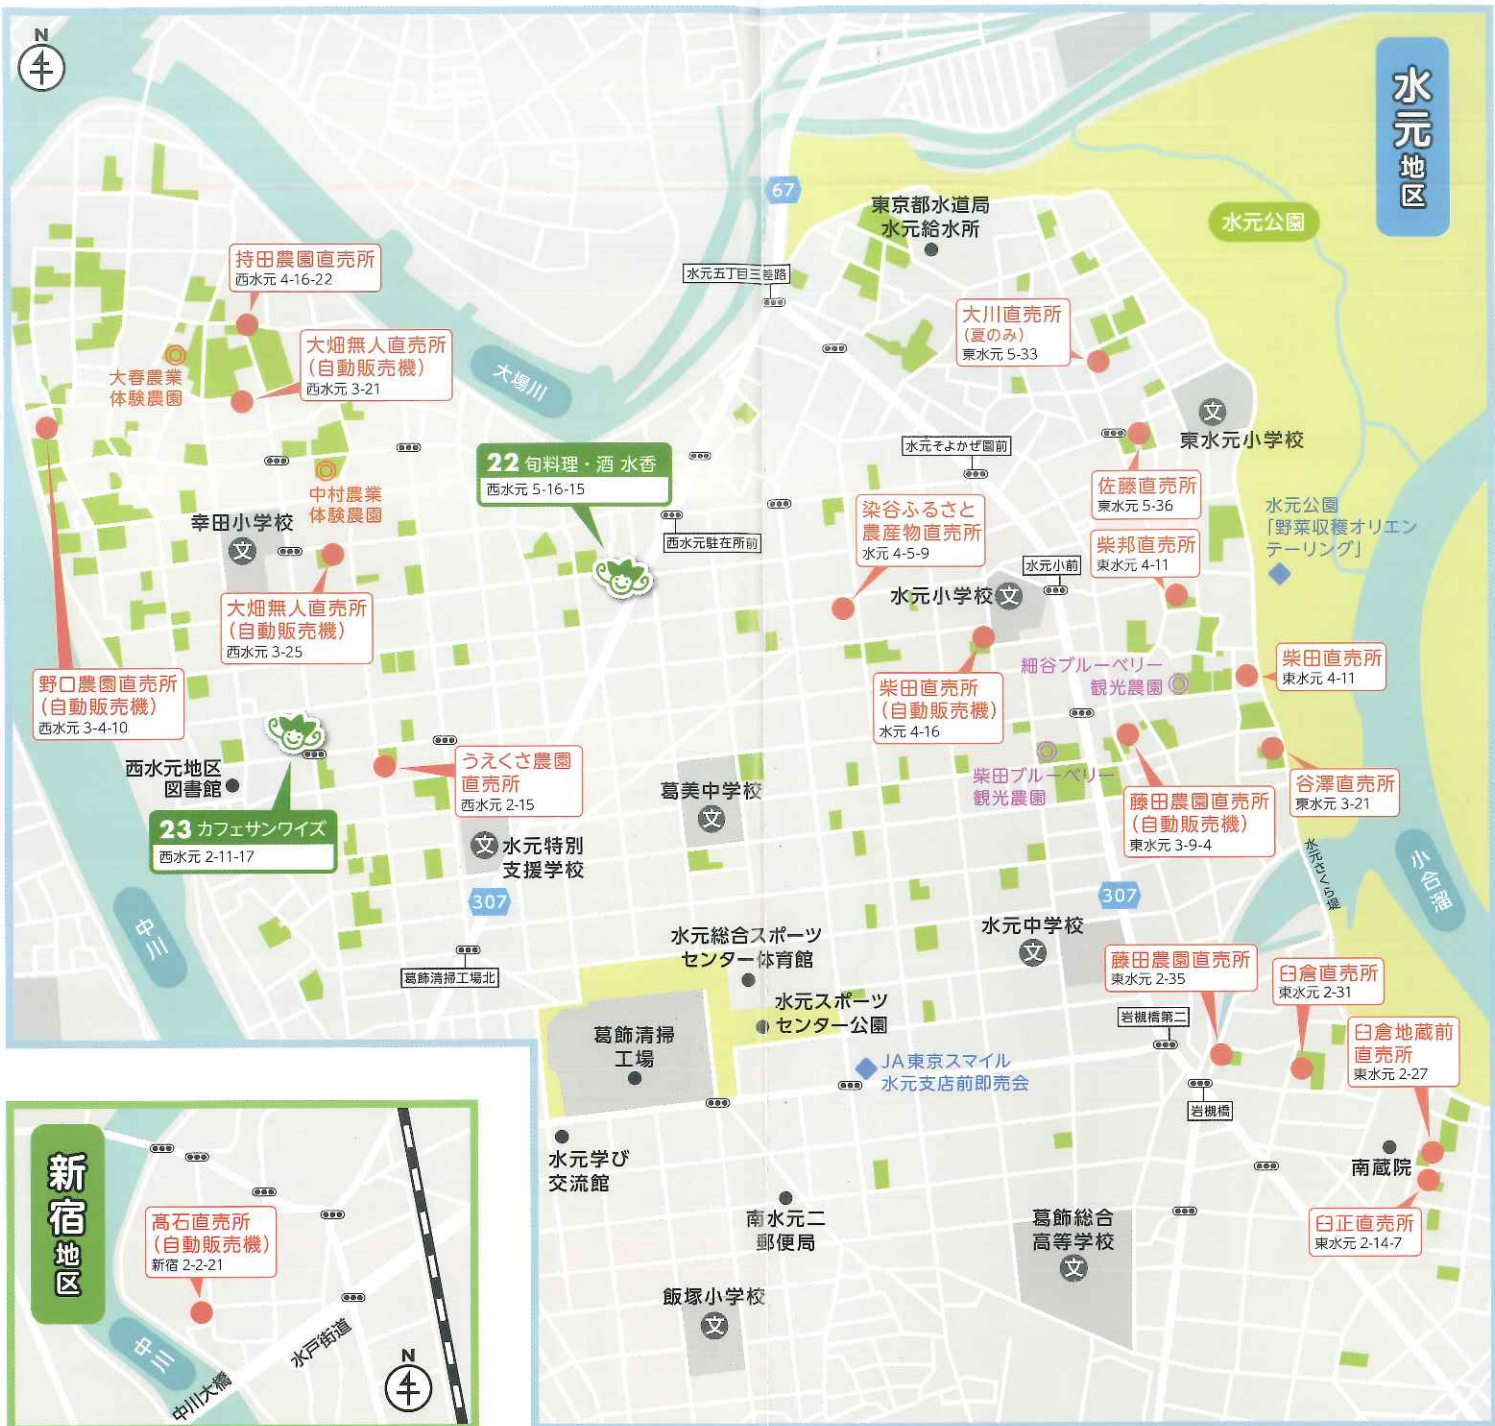 N
水元地区
67
東京都水道局
水元給水所
水元公園
持田農園直売所
西水元 4-16-22
水元五丁目三差路
大川直売所
(夏のみ)
東水元 5-33
大畑無人直売所
(自動販売機)
西水元 3-21
大春農業
体験農園
大場川
文
東水元小学校
22 旬料理・酒 水香
西水元 5-16-15
水元そよかぜ園前
佐藤直売所
東水元 5-36
中村農業
体験農園
幸田小学校
文
西水元駐在所前
染谷ふるさと
農産物直売所
水元 4-5-9
水元公園
「野菜収穫オリエン
テーリング」
柴邦直売所
東水元 4-11
水元小前
水元小学校
文
大畑無人直売所
(自動販売機)
西水元 3-25
野口農園直売所
(自動販売機)
西水元 3-4-10
細谷ブルーベリー
観光農園
柴田直売所
東水元 4-11
柴田直売所
(自動販売機)
水元 4-16
西水元地区
図書館
うえくさ農園
直売所
西水元 2-15
葛美中学校
文
柴田ブルーベリー
観光農園
藤田農園直売所
(自動販売機)
東水元 3-9-4
谷澤直売所
東水元 3-21
23 カフェサンワイズ
西水元 2-11-17
文
水元特別
支援学校
水元さくら堤
小合溜
307
307
中川
葛飾清掃工場北
水元総合スポーツ
センター体育館
水元中学校
文
藤田農園直売所
東水元 2-35
臼倉直売所
東水元 2-31
水元スポーツ
センター公園
岩槻橋第二
葛飾清掃
工場
臼倉地蔵前
直売所
東水元 2-27
JA東京スマイル
水元支店前即売会
岩槻橋
水元学び
交流館
南蔵院
南水元二
郵便局
葛飾総合
高等学校
文
臼正直売所
東水元 2-14-7
飯塚小学校
文
新宿地区
髙石直売所
(自動販売機)
新宿 2-2-21
中川
中川大橋
水戸街道
N